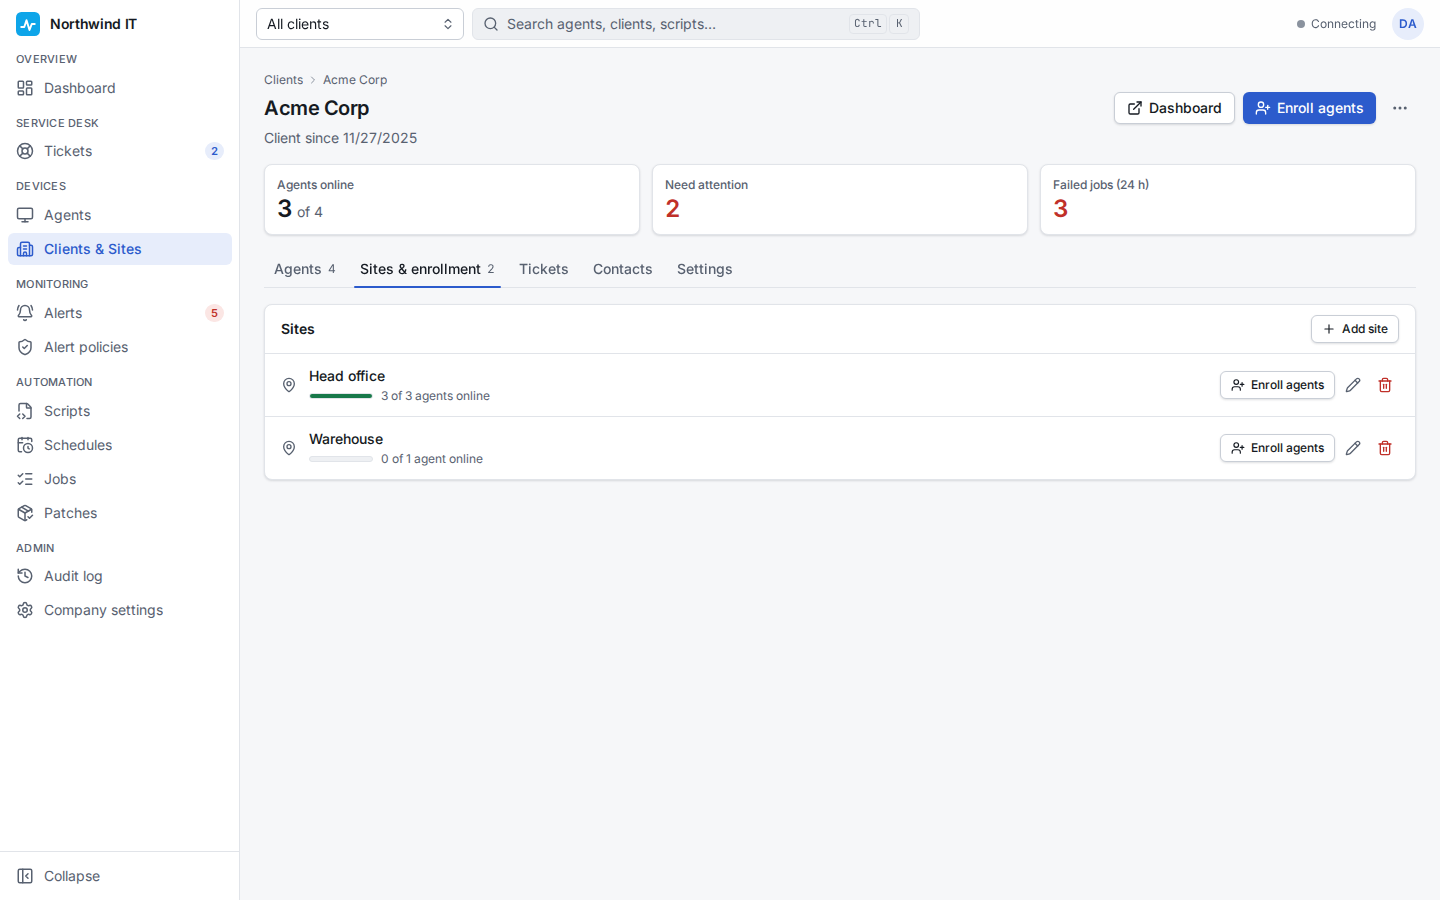 Northwind IT
All clients
Search agents, clients, scripts...
Ctrl K
Connecting
DA
OVERVIEW
Dashboard
SERVICE DESK
Tickets 2
DEVICES
Agents
Clients & Sites
MONITORING
Alerts 5
Alert policies
AUTOMATION
Scripts
Schedules
Jobs
Patches
ADMIN
Audit log
Company settings
Collapse
Clients > Acme Corp
Acme Corp
Client since 11/27/2025
Dashboard
Enroll agents
Agents online
3 of 4
Need attention
2
Failed jobs (24 h)
3
Agents 4
Sites & enrollment 2
Tickets
Contacts
Settings
Sites
Add site
Head office
3 of 3 agents online
Enroll agents
Warehouse
0 of 1 agent online
Enroll agents